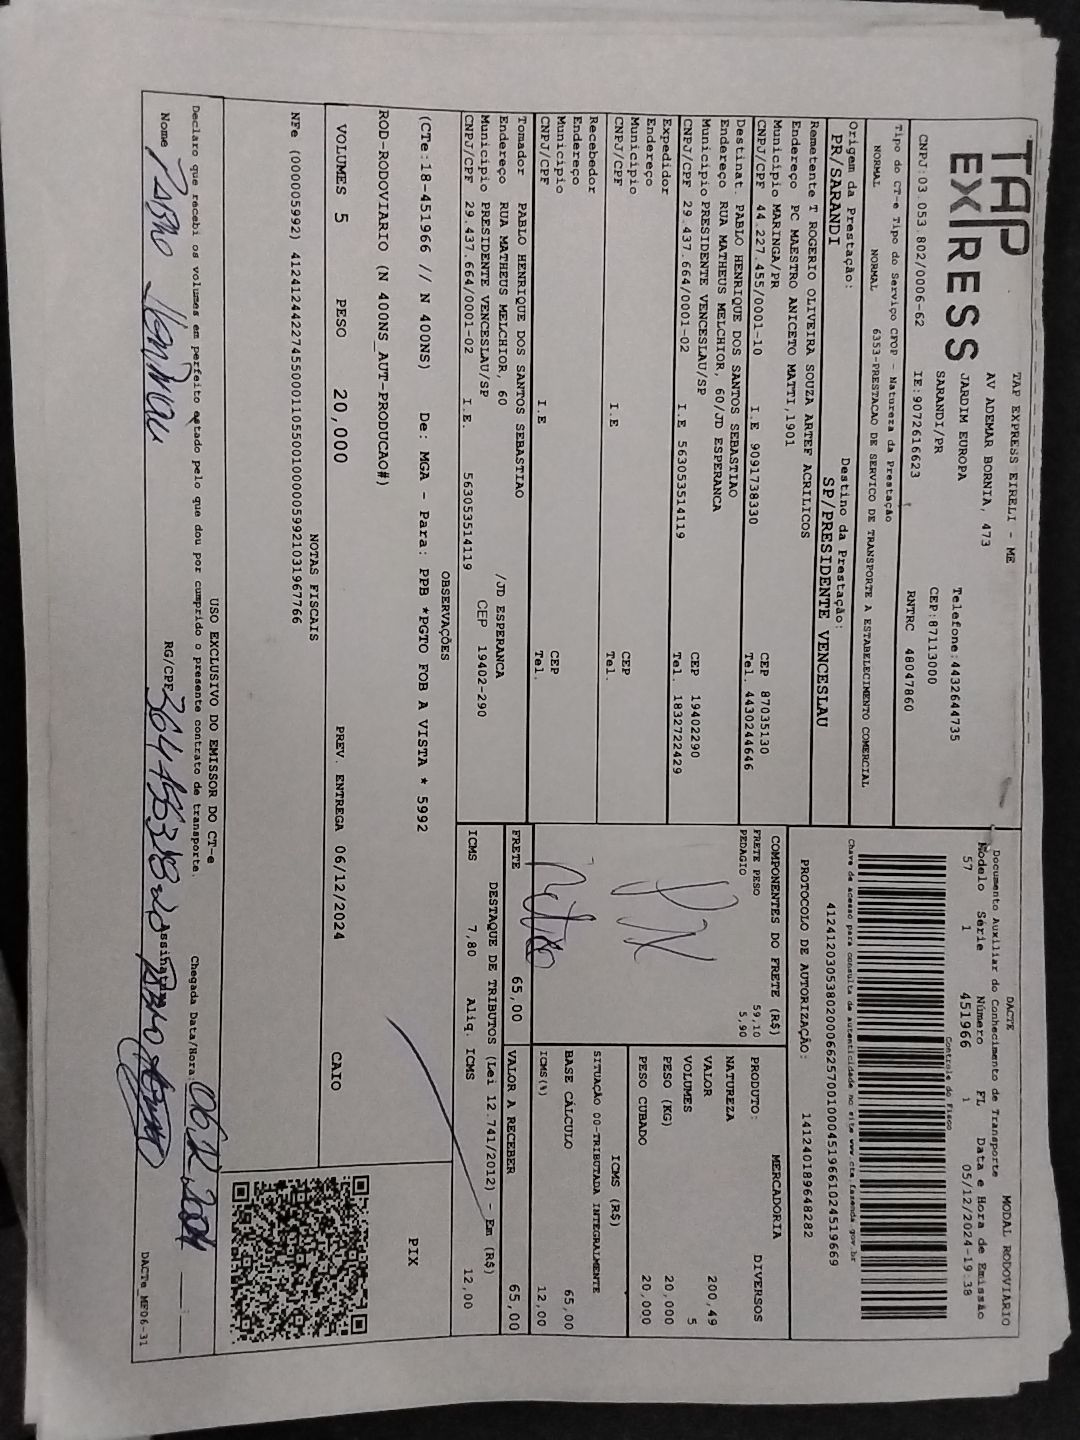 TAP
EXPRESS
TAP EXPRESS EIRELI - ME
AV ADEMAR BORNIA, 473
JARDIM EUROPA
SARANDI/PR
Telefone:4432644735
CEP:87113000
CNPJ:03.053.802/0006-62 IE:9072616623 RNTRC 48047860
DACTE MODAL RODOVIÁRIO
Documento Auxiliar do Conhecimento de Transporte
Modelo Série Número FL Data e Hora de Emissão
57 1 451966 1 05/12/2024-19:38
Controle do Fisco
Chave de acesso para consulta de autenticidade no site www.cte.fazenda.gov.br
41241203053802000662570010004519661024519669
PROTOCOLO DE AUTORIZAÇÃO: 141240189648282
Tipo do CT-e Tipo do Serviço CFOP - Natureza da Prestação
NORMAL NORMAL 6353-PRESTACAO DE SERVICO DE TRANSPORTE A ESTABELECIMENTO COMERCIAL
Origem da Prestação: Destino da Prestação:
PR/SARANDI SP/PRESIDENTE VENCESLAU
Remetente T ROGERIO OLIVEIRA SOUZA ARTEF ACRILICOS
Endereço PC MAESTRO ANICETO MATTI,1901
Município MARINGA/PR CEP 87035130
CNPJ/CPF 44.227.455/0001-10 I.E 9091738330 Tel. 4430244646
Destinat. PABLO HENRIQUE DOS SANTOS SEBASTIAO
Endereço RUA MATHEUS MELCHIOR, 60/JD ESPERANCA
Município PRESIDENTE VENCESLAU/SP CEP 19402290
CNPJ/CPF 29.437.664/0001-02 I.E 563053514119 Tel. 1832722429
Expedidor
Endereço
Município CEP
CNPJ/CPF I.E Tel.
Recebedor
Endereço
Município CEP
CNPJ/CPF I.E Tel.
Tomador PABLO HENRIQUE DOS SANTOS SEBASTIAO
Endereço RUA MATHEUS MELCHIOR, 60 /JD ESPERANCA
Município PRESIDENTE VENCESLAU/SP CEP 19402-290
CNPJ/CPF 29.437.664/0001-02 I.E. 563053514119
COMPONENTES DO FRETE (R$)
FRETE PESO 59,10
PEDAGIO 5,90
FRETE 65,00
MERCADORIA
PRODUTO: DIVERSOS
NATUREZA
VALOR 200,49
VOLUMES 5
PESO (KG) 20,000
PESO CUBADO 20,000
ICMS (R$)
SITUAÇÃO 00-TRIBUTADA INTEGRALMENTE
BASE CÁLCULO 65,00
ICMS(%) 12,00
VALOR A RECEBER 65,00
DESTAQUE DE TRIBUTOS (Lei 12.741/2012) - Em (R$)
ICMS 7,80 Aliq. ICMS 12,00
OBSERVAÇÕES
(CTe:18-451966 // N 400NS) De: MGA - Para: PPB *PGTO FOB A VISTA * 5992
ROD-RODOVIARIO (N 400NS_AUT-PRODUCAO#)
PIX
VOLUMES 5 PESO 20,000 PREV. ENTREGA 06/12/2024 CAIO
NOTAS FISCAIS
NFe (000005992) 41241244227455000110550010000059921031967766
USO EXCLUSIVO DO EMISSOR DO CT-e
Declaro que recebi os volumes em perfeito estado pelo que dou por cumprido o presente contrato de transporte. Chegada Data/Hora:
Nome RG/CPF Assinatura
DACTe_MF06-31